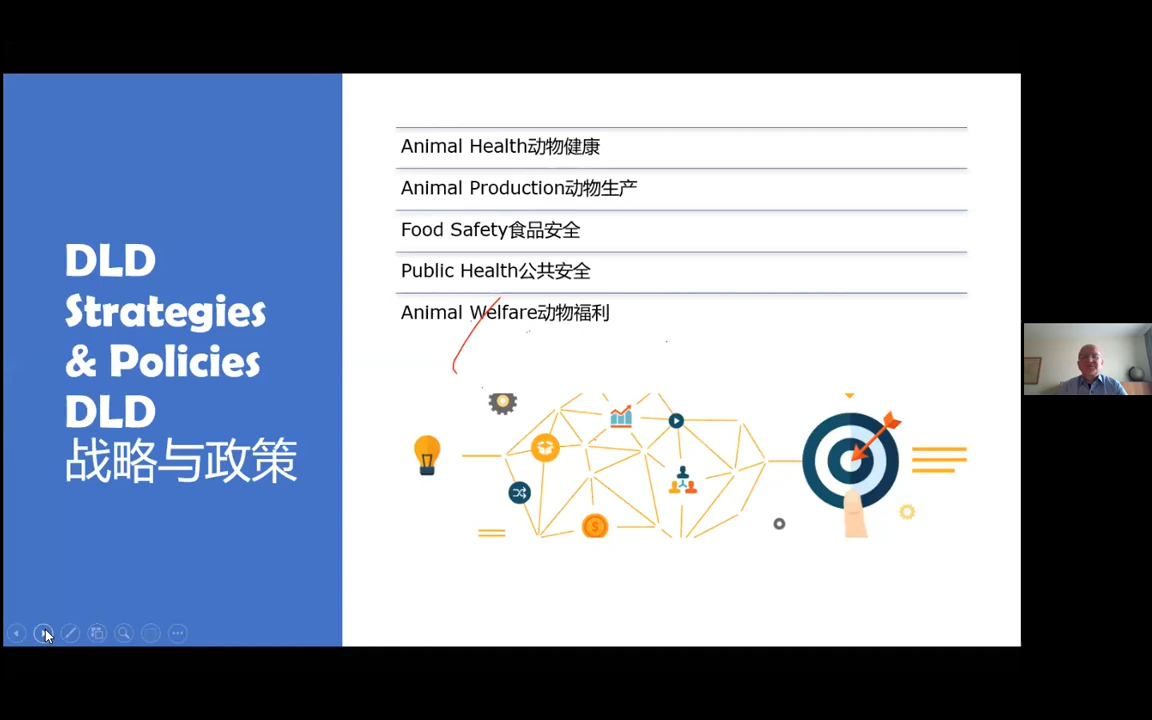 DLD
Strategies
& Policies
DLD
战略与政策
Animal Health动物健康
Animal Production动物生产
Food Safety食品安全
Public Health公共安全
Animal Welfare动物福利
$